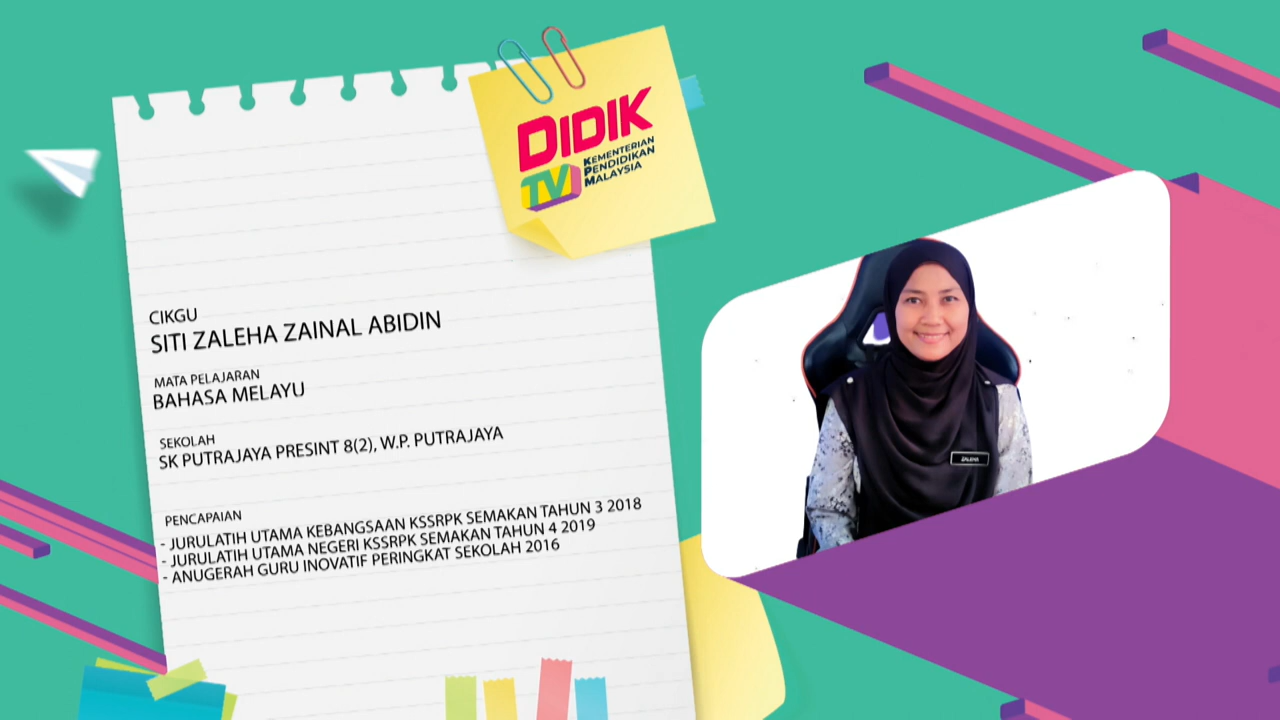 DIDIK
TV
KEMENTERIAN
PENDIDIKAN
MALAYSIA
CIKGU
SITI ZALEHA ZAINAL ABIDIN
MATA PELAJARAN
BAHASA MELAYU
SEKOLAH
SK PUTRAJAYA PRESINT 8(2), W.P. PUTRAJAYA
PENCAPAIAN
- JURULATIH UTAMA KEBANGSAAN KSSRPK SEMAKAN TAHUN 3 2018
- JURULATIH UTAMA NEGERI KSSRPK SEMAKAN TAHUN 4 2019
- ANUGERAH GURU INOVATIF PERINGKAT SEKOLAH 2016
ZALEHA